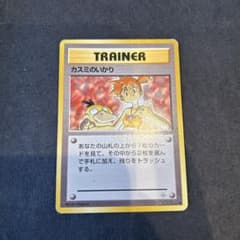 TRAINER
カスミのいかり
あなたの山札の上から7枚のカード
を見て、その中から2枚を選ん
で手札に加え、残りをトラッシュ
する。